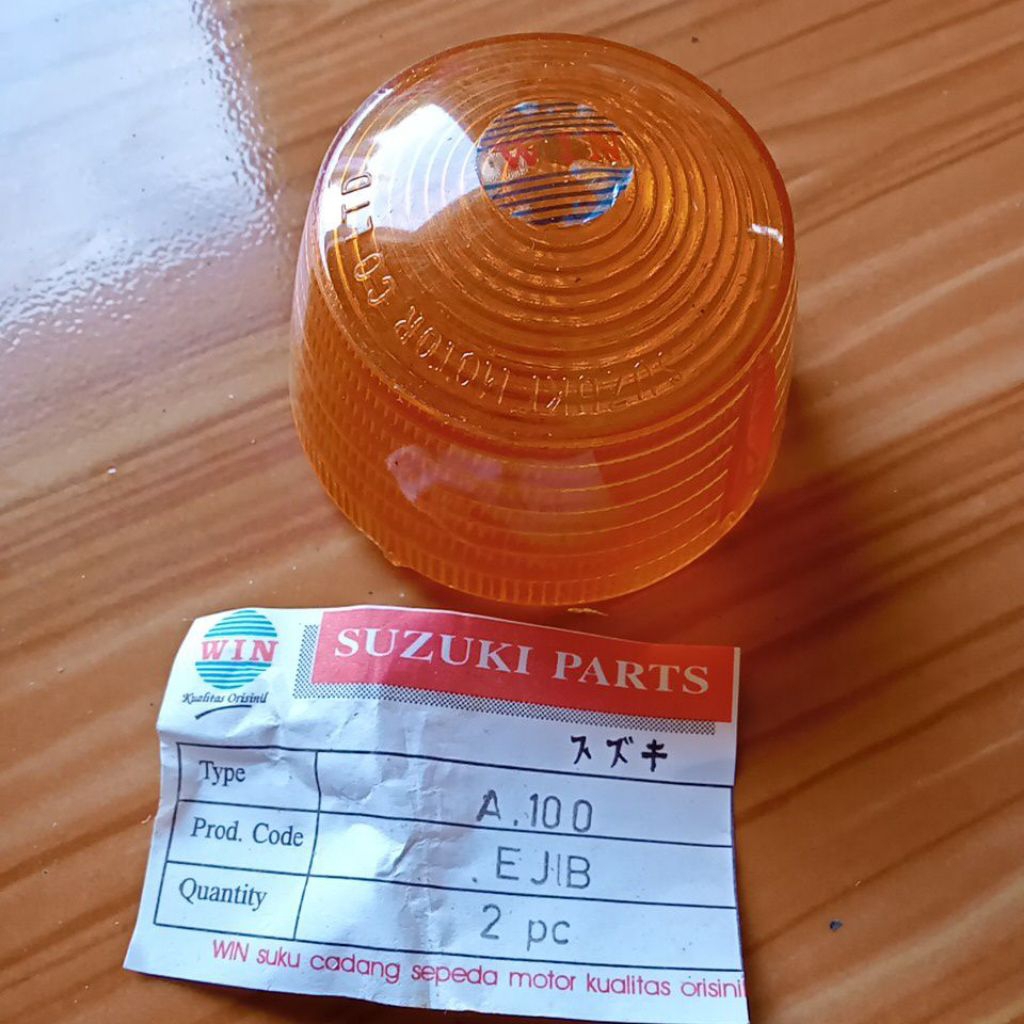 WIN
SUZUKI MOTOR CO LTD
WIN
Kualitas Orisinil
SUZUKI PARTS
スズキ
Type A.100
Prod. Code EJIB
Quantity 2 pc
WIN suku cadang sepeda motor kualitas orisinil